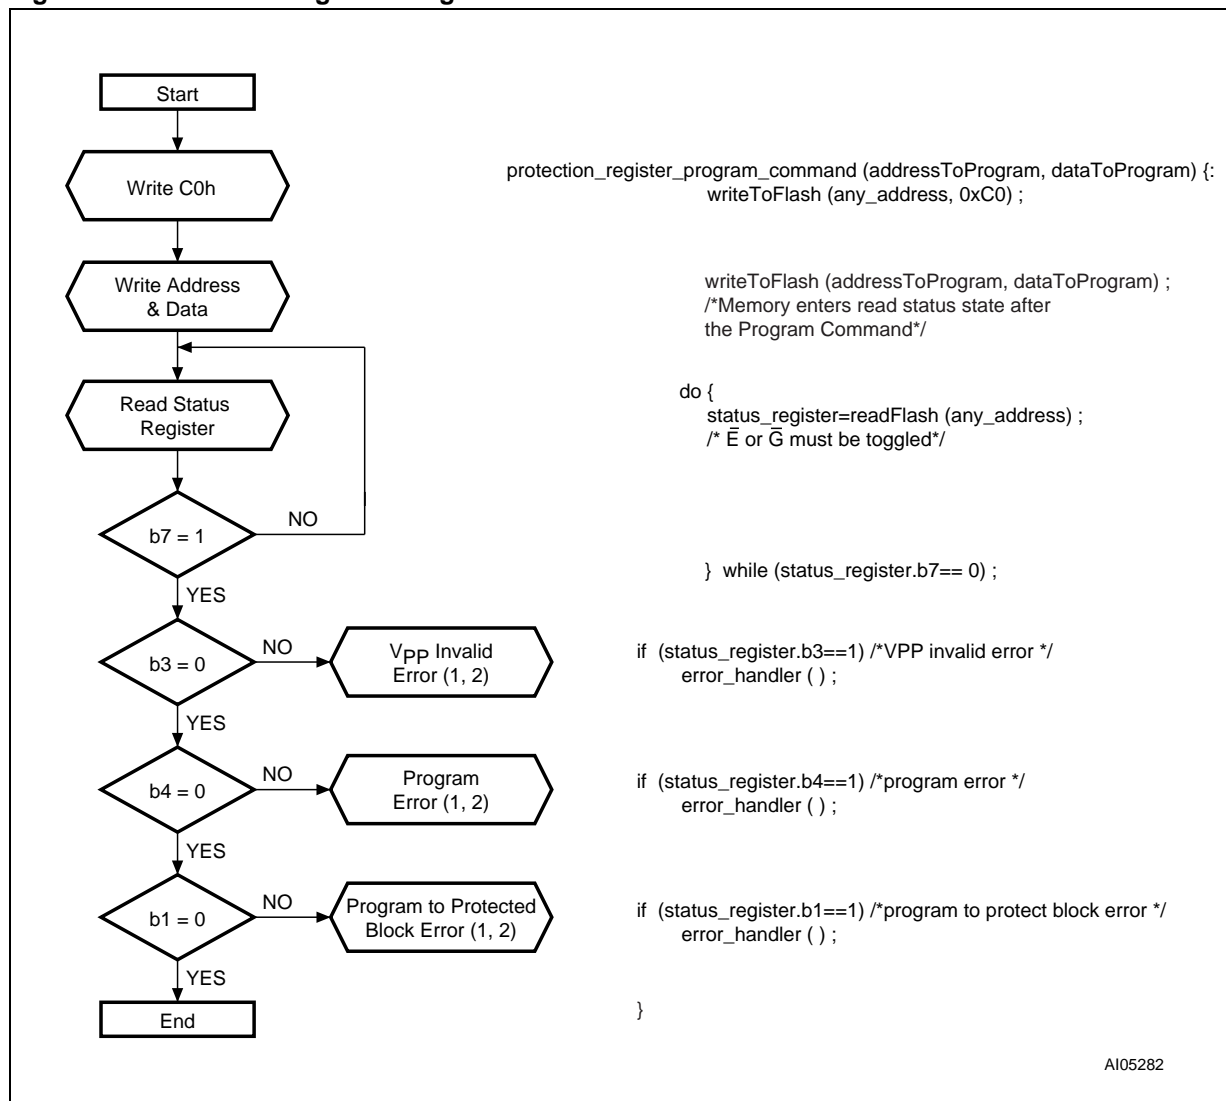 Start
Write C0h
protection_register_program_command (addressToProgram, dataToProgram) {:
writeToFlash (any_address, 0xC0) ;
Write Address
& Data
writeToFlash (addressToProgram, dataToProgram) ;
/*Memory enters read status state after
the Program Command*/
Read Status
Register
do {
status_register=readFlash (any_address) ;
/* E̅ or G̅ must be toggled*/
b7 = 1
NO
YES
} while (status_register.b7== 0) ;
b3 = 0
NO
YES
VPP Invalid
Error (1, 2)
if (status_register.b3==1) /*VPP invalid error */
error_handler ( ) ;
b4 = 0
NO
YES
Program
Error (1, 2)
if (status_register.b4==1) /*program error */
error_handler ( ) ;
b1 = 0
NO
YES
Program to Protected
Block Error (1, 2)
if (status_register.b1==1) /*program to protect block error */
error_handler ( ) ;
End
}
AI05282